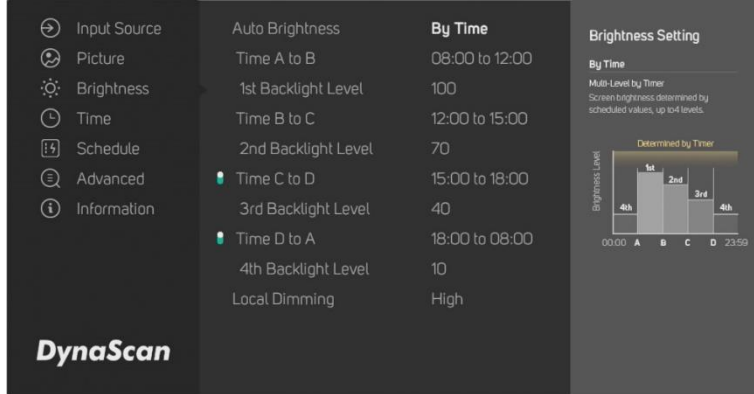 Input Source
Picture
Brightness
Time
Schedule
Advanced
Information
DynaScan
Auto Brightness By Time
Time A to B 08:00 to 12:00
1st Backlight Level 100
Time B to C 12:00 to 15:00
2nd Backlight Level 70
Time C to D 15:00 to 18:00
3rd Backlight Level 40
Time D to A 18:00 to 08:00
4th Backlight Level 10
Local Dimming High
Brightness Setting
By Time
Multi-Level by Timer
Screen brightness determined by
scheduled values, up to4 levels.
Determined by Timer
Brightness Level
4th 1st 2nd 3rd 4th
00:00 A B C D 23:59